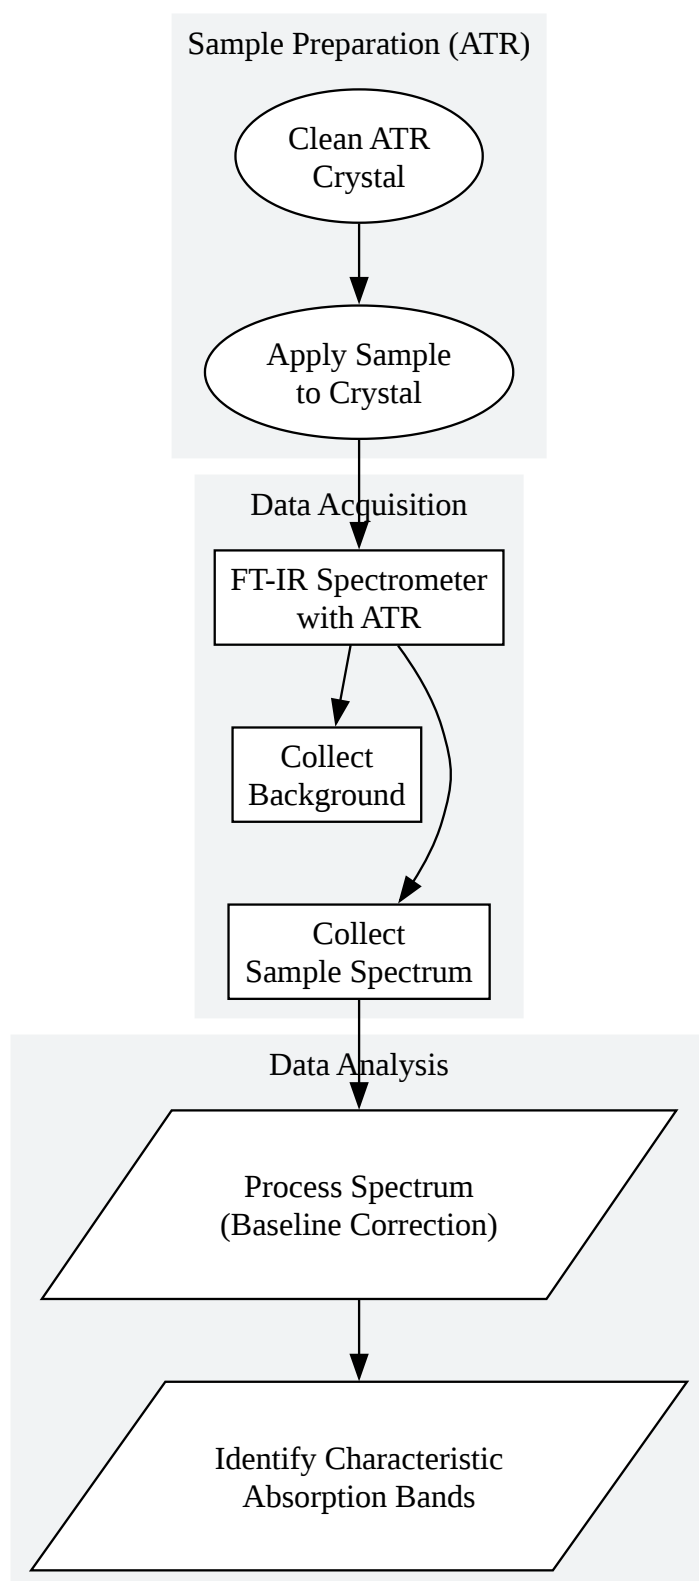 Sample Preparation (ATR)
Clean ATR
Crystal
Apply Sample
to Crystal
Data Acquisition
FT-IR Spectrometer
with ATR
Collect
Background
Collect
Sample Spectrum
Data Analysis
Process Spectrum
(Baseline Correction)
Identify Characteristic
Absorption Bands